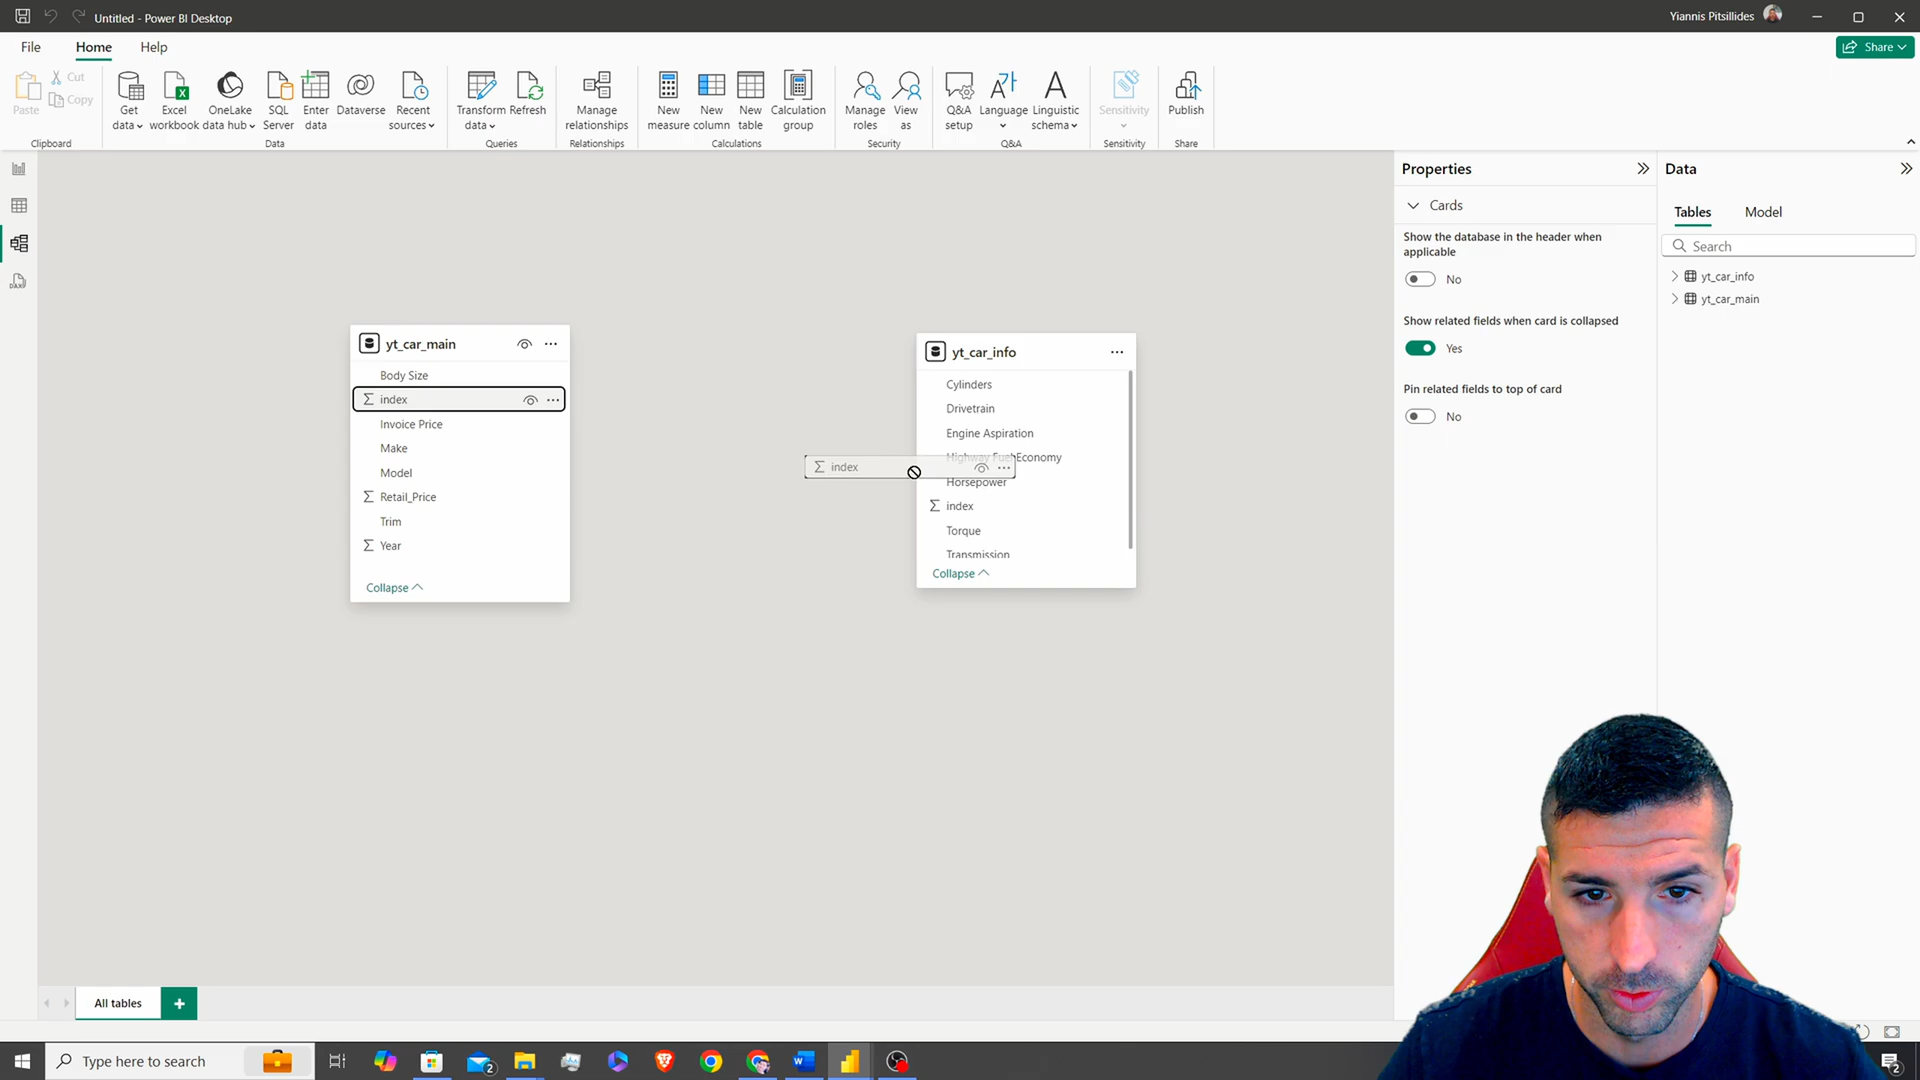 Untitled - Power BI Desktop
Yiannis Pitsillides
File
Home
Help
Share
Paste
Cut
Copy
Clipboard
Get data
Excel workbook
OneLake data hub
SQL Server
Enter data
Dataverse
Recent sources
Data
Transform data
Refresh
Queries
Manage relationships
Relationships
New measure
New column
New table
Calculation group
Calculations
Manage roles
View as
Security
Q&A setup
Language
Linguistic schema
Q&A
Sensitivity
Sensitivity
Publish
Share
yt_car_main
Body Size
index
Invoice Price
Make
Model
Retail_Price
Trim
Year
Collapse
index
yt_car_info
Cylinders
Drivetrain
Engine Aspiration
Highway Fuel Economy
Horsepower
index
Torque
Transmission
Collapse
Properties
Cards
Show the database in the header when
applicable
No
Show related fields when card is collapsed
Yes
Pin related fields to top of card
No
Data
Tables
Model
Search
yt_car_info
yt_car_main
All tables
Type here to search
2
2